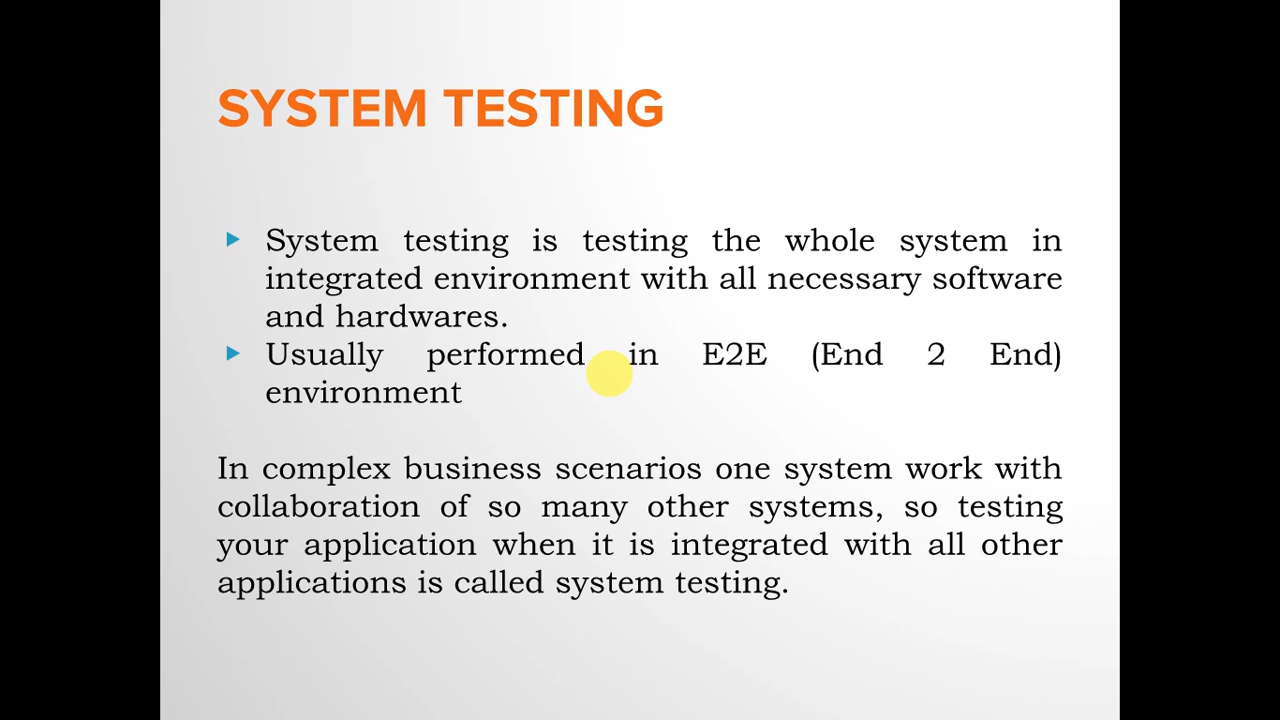 SYSTEM TESTING
System testing is testing the whole system in
integrated environment with all necessary software
and hardwares.
Usually performed in E2E (End 2 End)
environment
In complex business scenarios one system work with
collaboration of so many other systems, so testing
your application when it is integrated with all other
applications is called system testing.